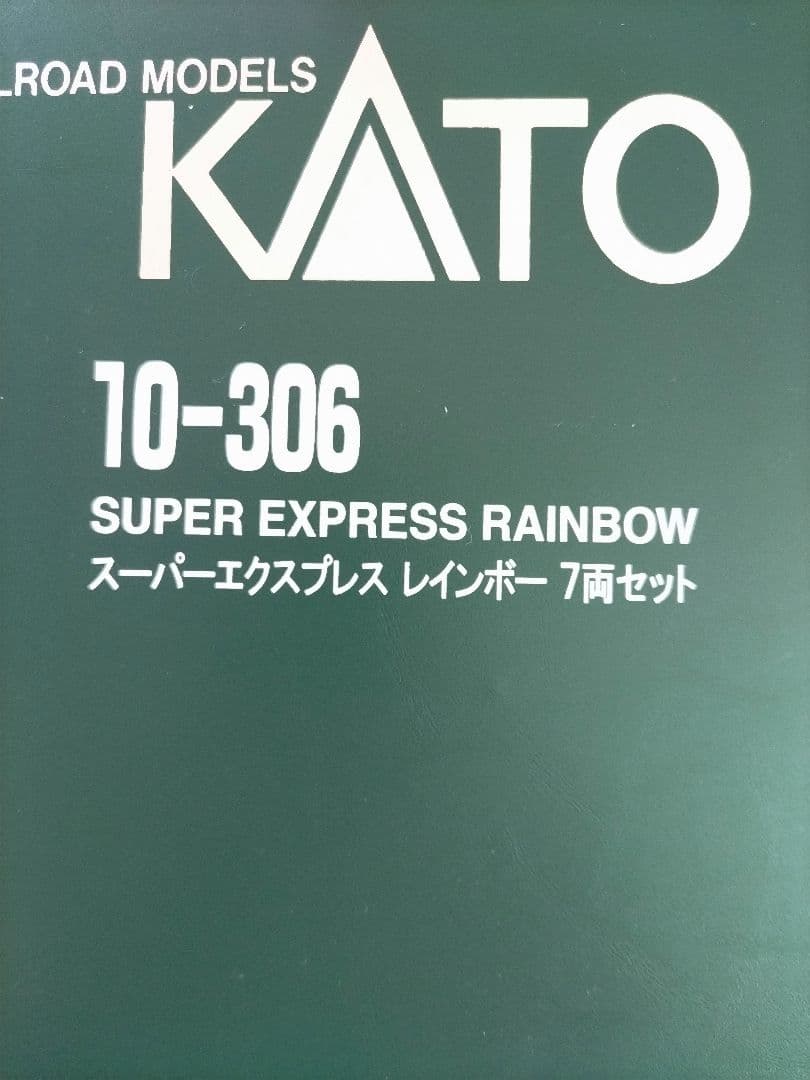 LROAD MODELS
KATO
10-306
SUPER EXPRESS RAINBOW
スーパーエクスプレス レインボー 7両セット